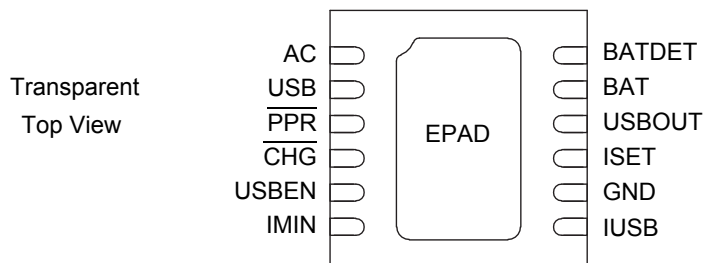 Transparent
Top View
AC
USB
PPR
CHG
USBEN
IMIN
EPAD
BATDET
BAT
USBOUT
ISET
GND
IUSB